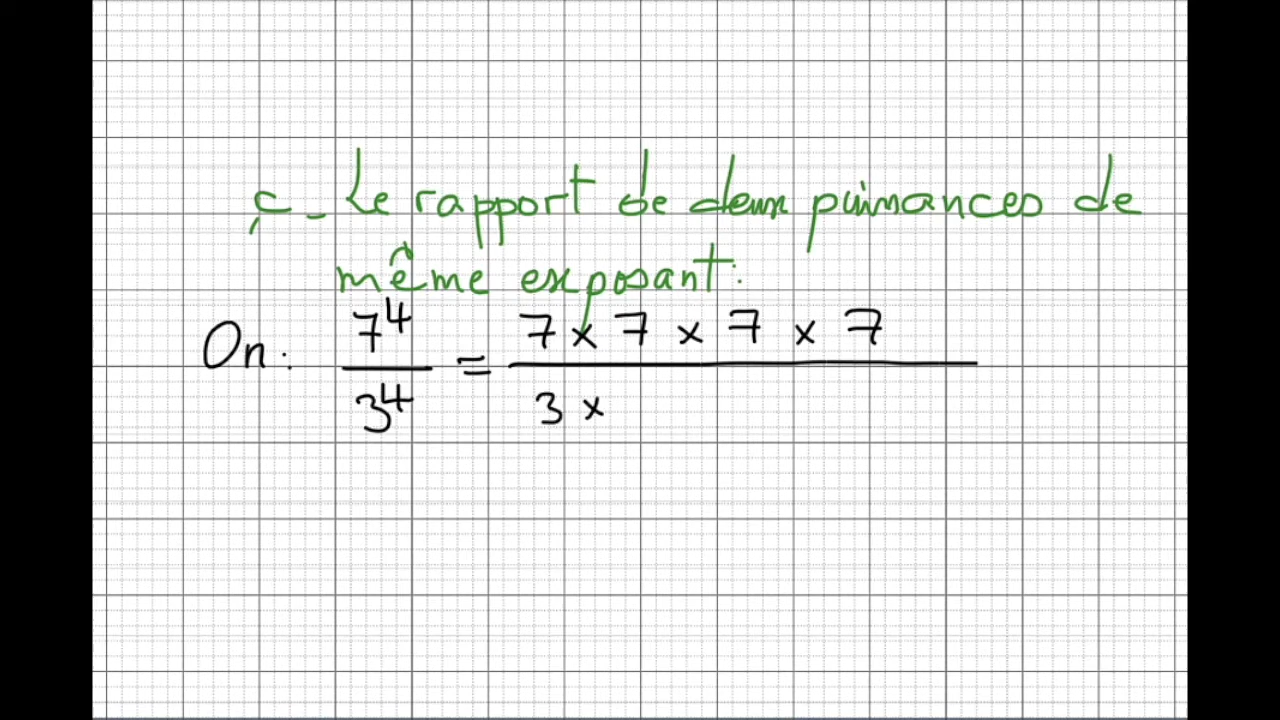 c - Le rapport de deux puissances de
même exposant :
On : 7⁴/3⁴ = 7 x 7 x 7 x 7
3 x